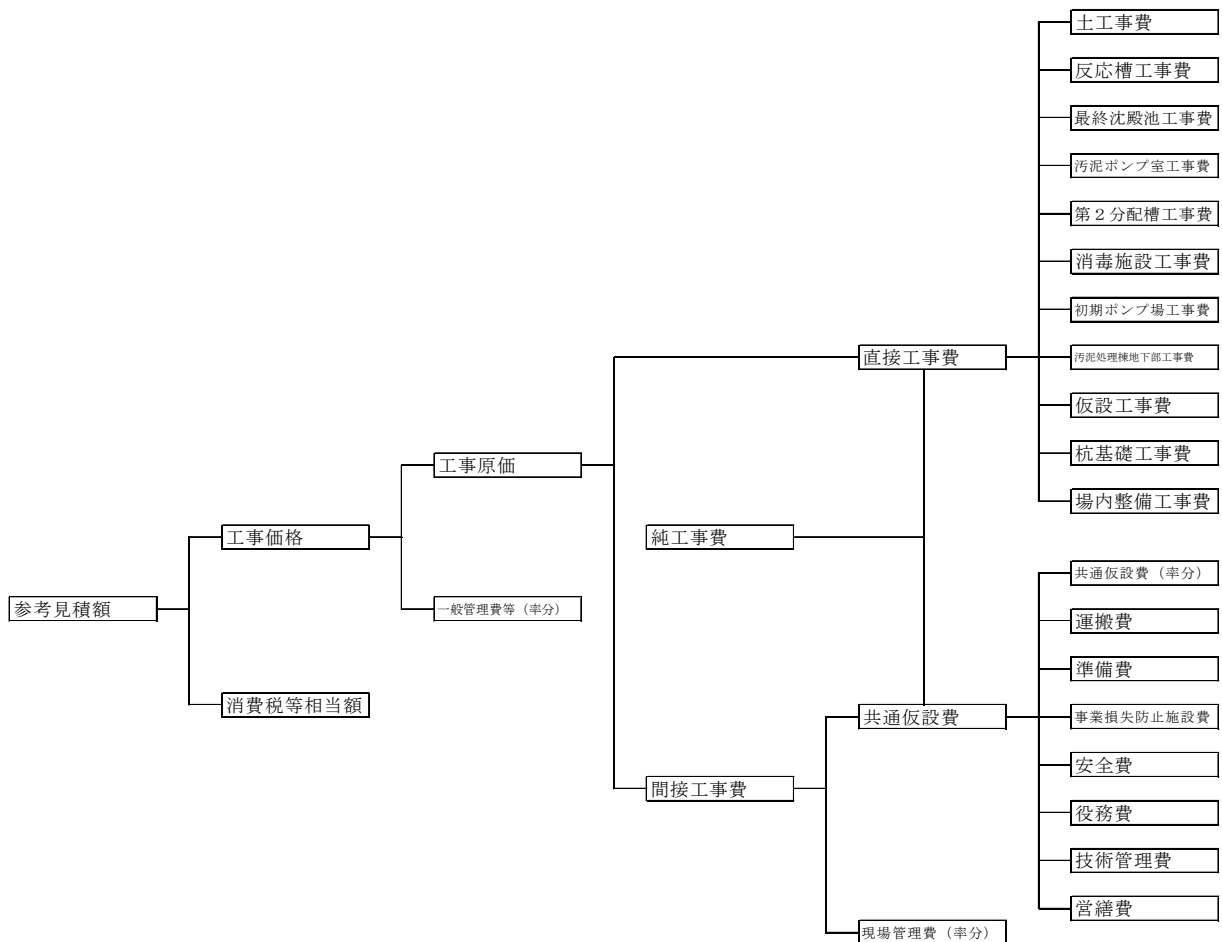 土工事費
反応槽工事費
最終沈殿池工事費
汚泥ポンプ室工事費
第２分配槽工事費
消毒施設工事費
初期ポンプ場工事費
直接工事費
汚泥処理棟地下部工事費
仮設工事費
杭基礎工事費
工事原価
場内整備工事費
工事価格
純工事費
共通仮設費（率分）
参考見積額
一般管理費等（率分）
運搬費
準備費
消費税等相当額
共通仮設費
事業損失防止施設費
安全費
間接工事費
役務費
技術管理費
営繕費
現場管理費（率分）